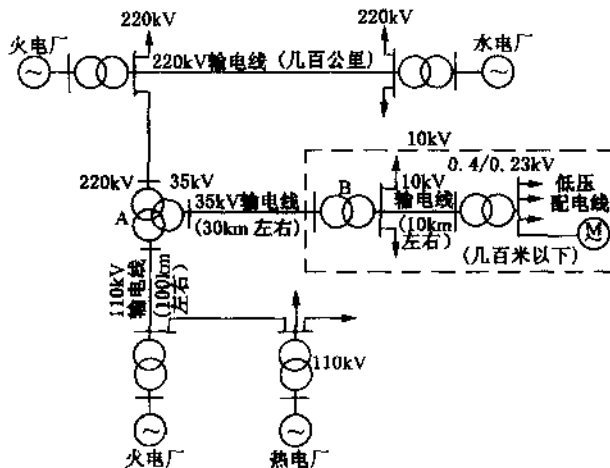 220kV
220kV
火电厂
水电厂
~
~
220kV输电线(几百公里)
10kV
220kV
35kV
B
10kV
0.4/0.23kV
低压
配电线
A
35kV输电线
(30km左右)
输电线
(10km
左右)
M
~
(几百米以下)
110kV
输电线
(100km
左右)
110kV
~
~
火电厂
热电厂